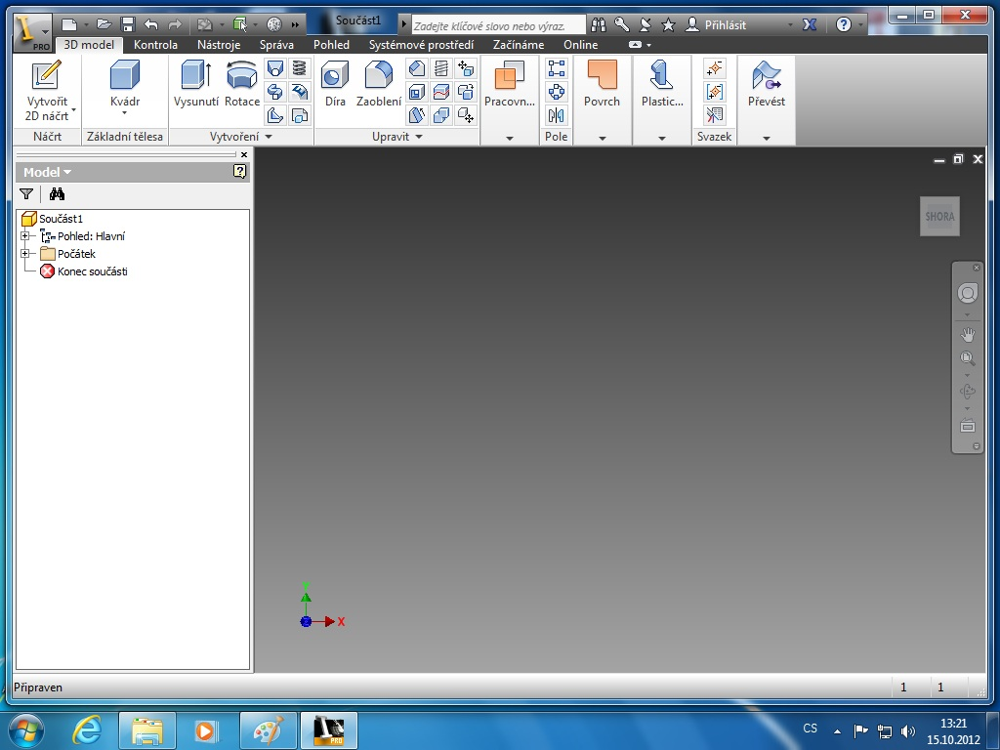 Součást1
Zadejte klíčové slovo nebo výraz.
Přihlásit
PRO
3D model Kontrola Nástroje Správa Pohled Systémové prostředí Začínáme Online
Vytvořit
2D náčrt
Kvádr
Vysunutí Rotace
Díra Zaoblení
Pracovn...
Povrch
Plastic...
Převést
Náčrt Základní tělesa Vytvoření Upravit Pole Svazek
Model
Součást1
Pohled: Hlavní
Počátek
Konec součásti
SHORA
Y
X
Z
Připraven
1 1
CS
13:21
15.10.2012
PRO